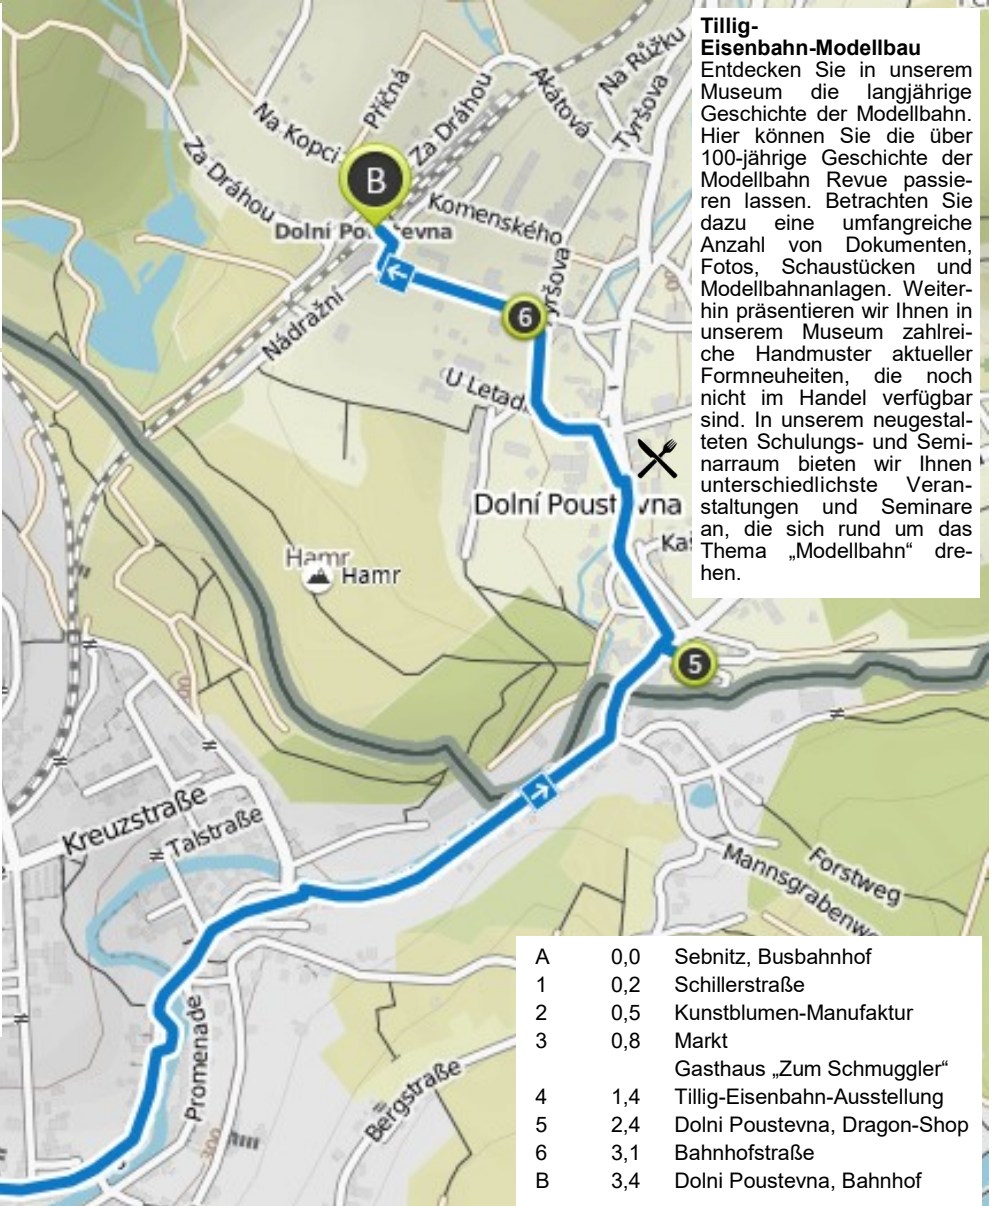 Tillig-
Eisenbahn-Modellbau
Entdecken Sie in unserem
Museum die langjährige
Geschichte der Modellbahn.
Hier können Sie die über
100-jährige Geschichte der
Modellbahn Revue passie-
ren lassen. Betrachten Sie
dazu eine umfangreiche
Anzahl von Dokumenten,
Fotos, Schaustücken und
Modellbahnanlagen. Weiter-
hin präsentieren wir Ihnen in
unserem Museum zahlrei-
che Handmuster aktueller
Formneuheiten, die noch
nicht im Handel verfügbar
sind. In unserem neugestal-
teten Schulungs- und Semi-
narraum bieten wir Ihnen
unterschiedlichste Veran-
staltungen und Seminare
an, die sich rund um das
Thema „Modellbahn“ dre-
hen.
Na Růžku
Příčná
Akátová
Tyršova
Na Kopci
Za Dráhou
Za Dráhou
B
Komenského
Dolní
Nádražní
6
U
Dolní
Hamr
Hamr
5
Kreuzstraße
Talstraße
Forstweg
Promenade
Bergstraße
300
A 0,0 Sebnitz, Busbahnhof
1 0,2 Schillerstraße
2 0,5 Kunstblumen-Manufaktur
3 0,8 Markt
Gasthaus „Zum Schmuggler“
4 1,4 Tillig-Eisenbahn-Ausstellung
5 2,4 Dolni Poustevna, Dragon-Shop
6 3,1 Bahnhofstraße
B 3,4 Dolni Poustevna, Bahnhof